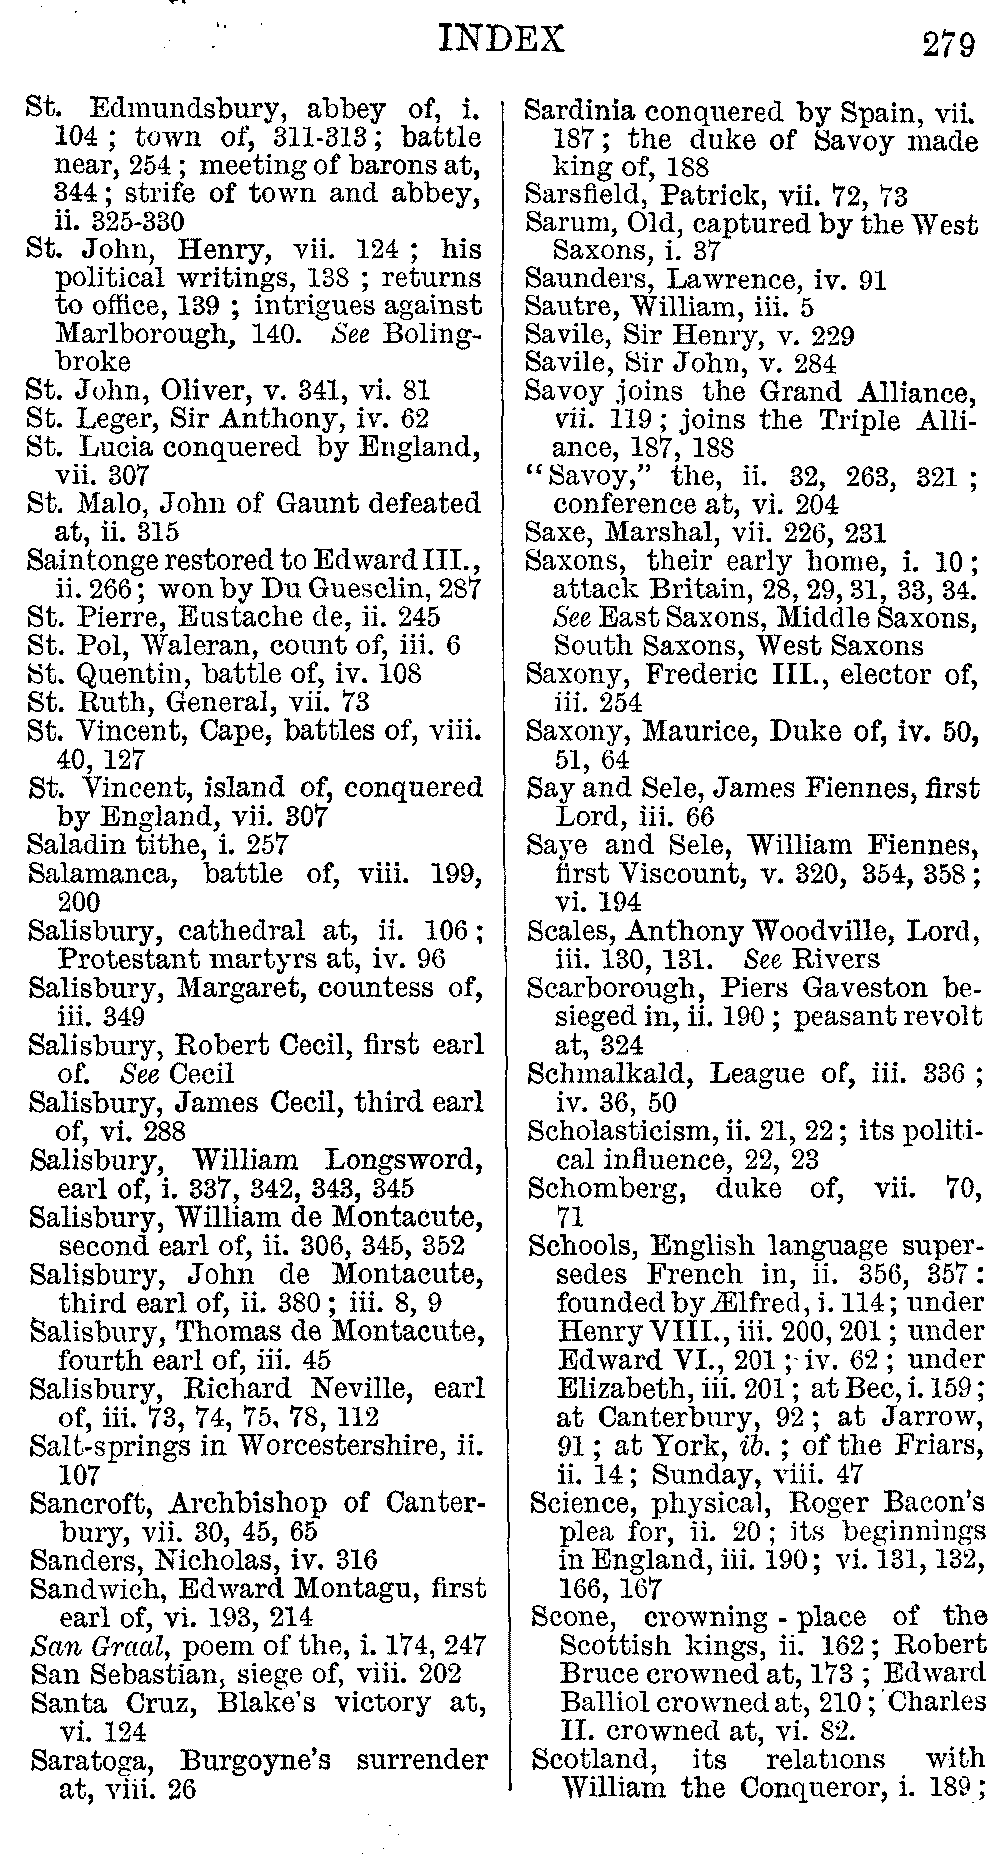 INDEX 279
St. Edmundsbury, abbey of, i.
104 ; town of, 311-313 ; battle
near, 254 ; meeting of barons at,
344 ; strife of town and abbey,
ii. 325-330
St. John, Henry, vii. 124 ; his
political writings, 138 ; returns
to office, 139 ; intrigues against
Marlborough, 140. See Boling-
broke
St. John, Oliver, v. 341, vi. 81
St. Leger, Sir Anthony, iv. 62
St. Lucia conquered by England,
vii. 307
St. Malo, John of Gaunt defeated
at, ii. 315
Saintonge restored to Edward III.,
ii. 266 ; won by Du Guesclin, 287
St. Pierre, Eustache de, ii. 245
St. Pol, Waleran, count of, iii. 6
St. Quentin, battle of, iv. 108
St. Ruth, General, vii. 73
St. Vincent, Cape, battles of, viii.
40, 127
St. Vincent, island of, conquered
by England, vii. 307
Saladin tithe, i. 257
Salamanca, battle of, viii. 199,
200
Salisbury, cathedral at, ii. 106 ;
Protestant martyrs at, iv. 96
Salisbury, Margaret, countess of,
iii. 349
Salisbury, Robert Cecil, first earl
of. See Cecil
Salisbury, James Cecil, third earl
of, vi. 288
Salisbury, William Longsword,
earl of, i. 337, 342, 343, 345
Salisbury, William de Montacute,
second earl of, ii. 306, 345, 352
Salisbury, John de Montacute,
third earl of, ii. 380 ; iii. 8, 9
Salisbury, Thomas de Montacute,
fourth earl of, iii. 45
Salisbury, Richard Neville, earl
of, iii. 73, 74, 75, 78, 112
Salt-springs in Worcestershire, ii.
107
Sancroft, Archbishop of Canter-
bury, vii. 30, 45, 65
Sanders, Nicholas, iv. 316
Sandwich, Edward Montagu, first
earl of, vi. 193, 214
San Graal, poem of the, i. 174, 247
San Sebastian, siege of, viii. 202
Santa Cruz, Blake's victory at,
vi. 124
Saratoga, Burgoyne's surrender
at, viii. 26
Sardinia conquered by Spain, vii.
187 ; the duke of Savoy made
king of, 188
Sarsfield, Patrick, vii. 72, 73
Sarum, Old, captured by the West
Saxons, i. 37
Saunders, Lawrence, iv. 91
Sautre, William, iii. 5
Savile, Sir Henry, v. 229
Savile, Sir John, v. 284
Savoy joins the Grand Alliance,
vii. 119 ; joins the Triple Alli-
ance, 187, 188
"Savoy," the, ii. 32, 263, 321 ;
conference at, vi. 204
Saxe, Marshal, vii. 226, 231
Saxons, their early home, i. 10 ;
attack Britain, 28, 29, 31, 33, 34.
See East Saxons, Middle Saxons,
South Saxons, West Saxons
Saxony, Frederic III., elector of,
iii. 254
Saxony, Maurice, Duke of, iv. 50,
51, 64
Say and Sele, James Fiennes, first
Lord, iii. 66
Saye and Sele, William Fiennes,
first Viscount, v. 320, 354, 358 ;
vi. 194
Scales, Anthony Woodville, Lord,
iii. 130, 131. See Rivers
Scarborough, Piers Gaveston be-
sieged in, ii. 190 ; peasant revolt
at, 324
Schmalkald, League of, iii. 336 ;
iv. 36, 50
Scholasticism, ii. 21, 22 ; its politi-
cal influence, 22, 23
Schomberg, duke of, vii. 70,
71
Schools, English language super-
sedes French in, ii. 356, 357 :
founded by Ælfred, i. 114 ; under
Henry VIII., iii. 200, 201 ; under
Edward VI., 201 ; iv. 62 ; under
Elizabeth, iii. 201 ; at Bec, i. 159 ;
at Canterbury, 92 ; at Jarrow,
91 ; at York, ib. ; of the Friars,
ii. 14 ; Sunday, viii. 47
Science, physical, Roger Bacon's
plea for, ii. 20 ; its beginnings
in England, iii. 190 ; vi. 131, 132,
166, 167
Scone, crowning - place of the
Scottish kings, ii. 162 ; Robert
Bruce crowned at, 173 ; Edward
Balliol crowned at, 210 ; Charles
II. crowned at, vi. 82.
Scotland, its relations with
William the Conqueror, i. 189 ;